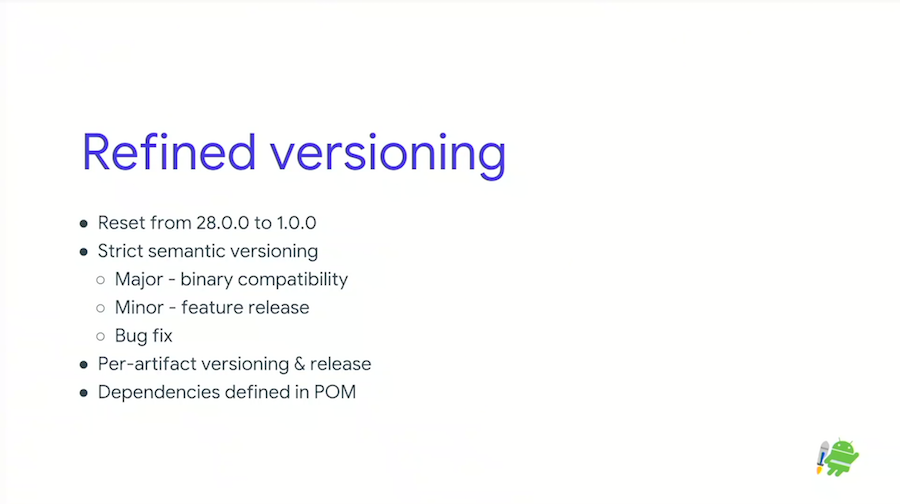 Refined versioning
● Reset from 28.0.0 to 1.0.0
● Strict semantic versioning
○ Major - binary compatibility
○ Minor - feature release
○ Bug fix
● Per-artifact versioning & release
● Dependencies defined in POM